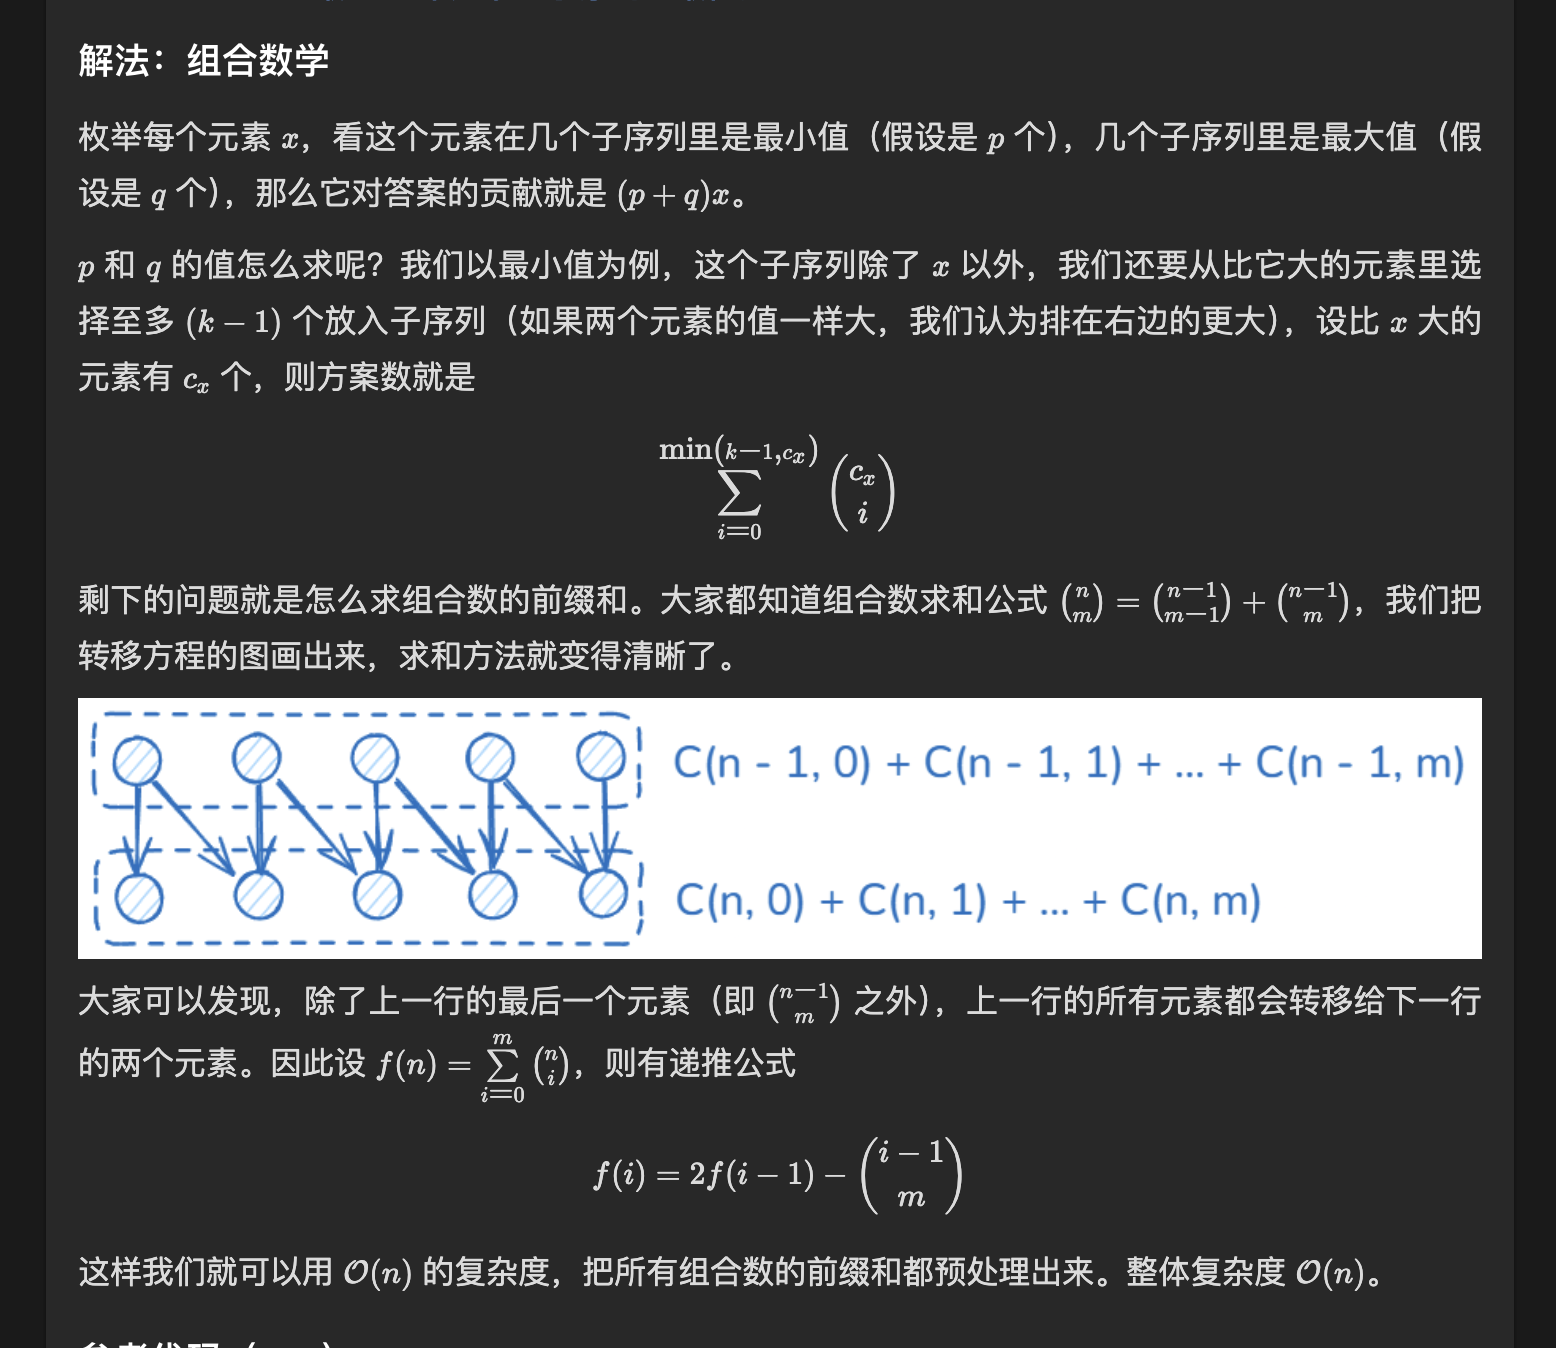 解法：组合数学
枚举每个元素 x，看这个元素在几个子序列里是最小值（假设是 p 个），几个子序列里是最大值（假
设是 q 个），那么它对答案的贡献就是 (p + q)x。
p 和 q 的值怎么求呢？我们以最小值为例，这个子序列除了 x 以外，我们还要从比它大的元素里选
择至多 (k − 1) 个放入子序列（如果两个元素的值一样大，我们认为排在右边的更大），设比 x 大的
元素有 c_x 个，则方案数就是
\sum_{i=0}^{\min(k-1,c_x)} \binom{c_x}{i}
剩下的问题就是怎么求组合数的前缀和。大家都知道组合数求和公式 \binom{n}{m} = \binom{n-1}{m-1} + \binom{n-1}{m}，我们把
转移方程的图画出来，求和方法就变得清晰了。
C(n - 1, 0) + C(n - 1, 1) + ... + C(n - 1, m)
C(n, 0) + C(n, 1) + ... + C(n, m)
大家可以发现，除了上一行的最后一个元素（即 \binom{n-1}{m} 之外），上一行的所有元素都会转移给下一行
的两个元素。因此设 f(n) = \sum_{i=0}^{m} \binom{n}{i}，则有递推公式
f(i) = 2f(i − 1) − \binom{i-1}{m}
这样我们就可以用 O(n) 的复杂度，把所有组合数的前缀和都预处理出来。整体复杂度 O(n)。